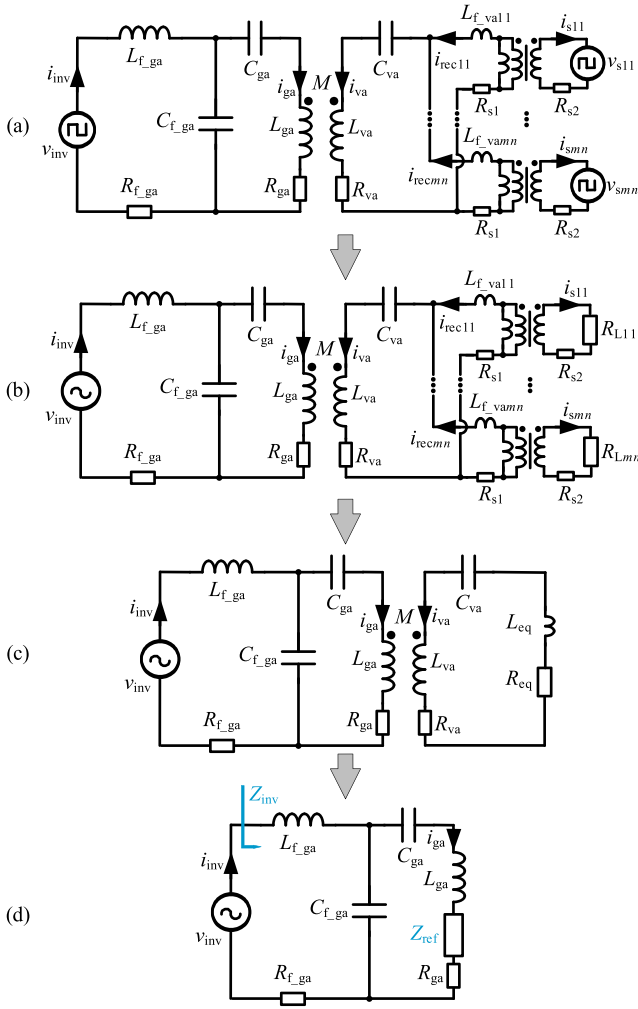 (a)
i_inv
v_inv
L_f_ga
R_f_ga
C_f_ga
C_ga
i_ga
M
i_va
L_ga
L_va
R_ga
R_va
C_va
i_rec11
L_f_va11
R_s1
i_s11
v_s11
R_s2
i_recmn
L_f_vamn
R_s1
i_smn
v_smn
R_s2
(b)
i_inv
v_inv
L_f_ga
R_f_ga
C_f_ga
C_ga
i_ga
M
i_va
L_ga
L_va
R_ga
R_va
C_va
i_rec11
L_f_va11
R_s1
i_s11
R_L11
R_s2
i_recmn
L_f_vamn
R_s1
i_smn
R_Lmn
R_s2
(c)
i_inv
v_inv
L_f_ga
R_f_ga
C_f_ga
C_ga
i_ga
M
i_va
L_ga
L_va
R_ga
R_va
C_va
L_eq
R_eq
(d)
Z_inv
i_inv
v_inv
L_f_ga
R_f_ga
C_f_ga
C_ga
i_ga
L_ga
Z_ref
R_ga